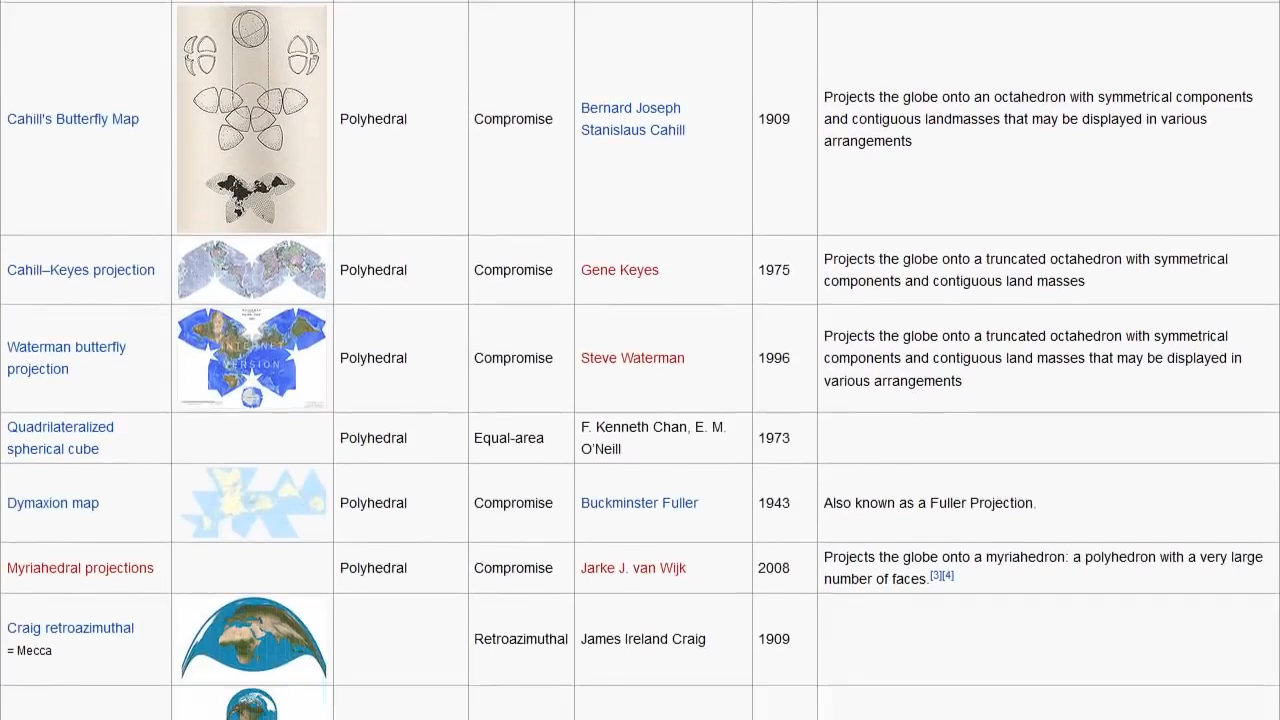 Cahill's Butterfly Map
Polyhedral
Compromise
Bernard Joseph
Stanislaus Cahill
1909
Projects the globe onto an octahedron with symmetrical components
and contiguous landmasses that may be displayed in various
arrangements
Cahill–Keyes projection
Polyhedral
Compromise
Gene Keyes
1975
Projects the globe onto a truncated octahedron with symmetrical
components and contiguous land masses
Waterman butterfly
projection
INTERNET
VERSION
Polyhedral
Compromise
Steve Waterman
1996
Projects the globe onto a truncated octahedron with symmetrical
components and contiguous land masses that may be displayed in
various arrangements
Quadrilateralized
spherical cube
Polyhedral
Equal-area
F. Kenneth Chan, E. M.
O'Neill
1973
Dymaxion map
Polyhedral
Compromise
Buckminster Fuller
1943
Also known as a Fuller Projection.
Myriahedral projections
Polyhedral
Compromise
Jarke J. van Wijk
2008
Projects the globe onto a myriahedron: a polyhedron with a very large
number of faces.[3][4]
Craig retroazimuthal
= Mecca
Retroazimuthal
James Ireland Craig
1909